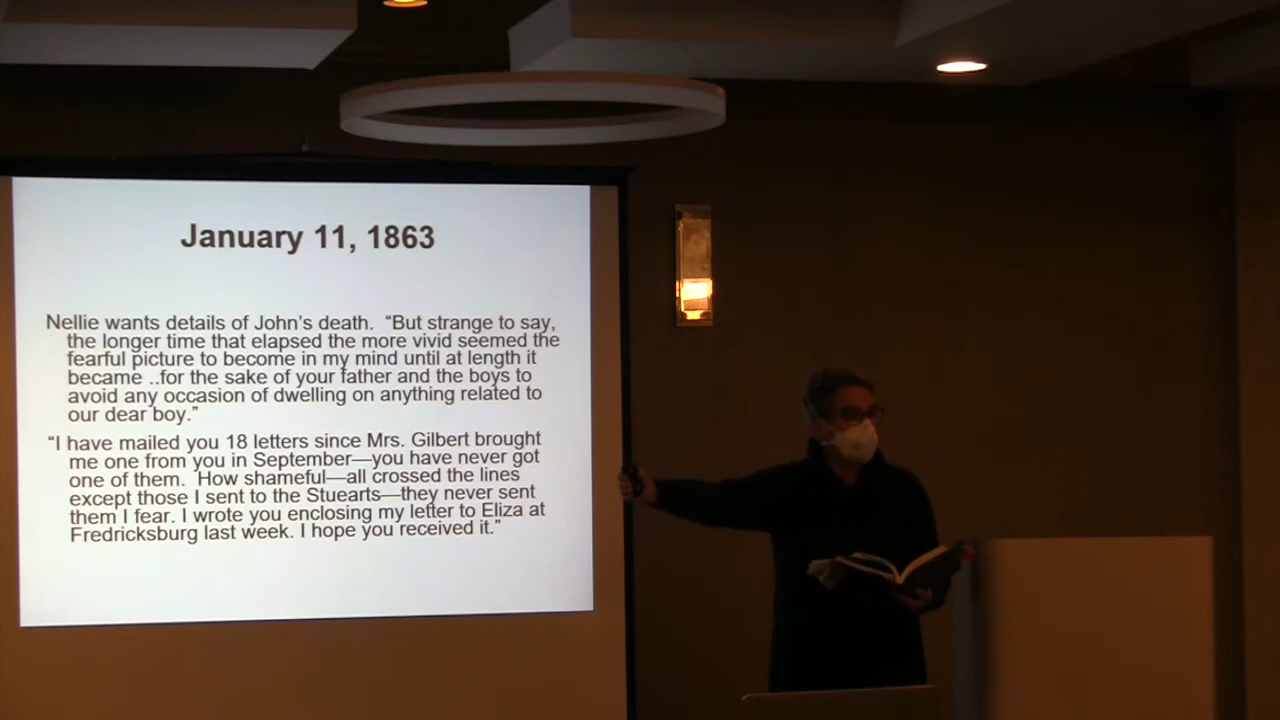 January 11, 1863
Nellie wants details of John's death.  “But strange to say,
the longer time that elapsed the more vivid seemed the
fearful picture to become in my mind until at length it
became ..for the sake of your father and the boys to
avoid any occasion of dwelling on anything related to
our dear boy.”
“I have mailed you 18 letters since Mrs. Gilbert brought
me one from you in September—you have never got
one of them.  How shameful—all crossed the lines
except those I sent to the Stuearts—they never sent
them I fear. I wrote you enclosing my letter to Eliza at
Fredricksburg last week. I hope you received it.”